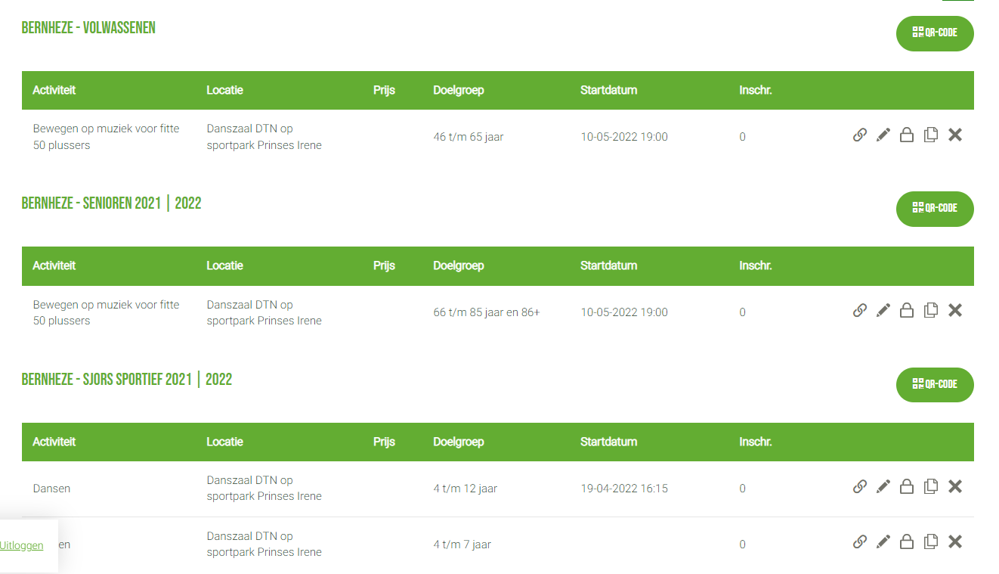 BERNHEZE - VOLWASSENEN
QR-CODE
Activiteit Locatie Prijs Doelgroep Startdatum Inschr.
Bewegen op muziek voor fitte Danszaal DTN op
50 plussers sportpark Prinses Irene 46 t/m 65 jaar 10-05-2022 19:00 0
BERNHEZE - SENIOREN 2021 | 2022
QR-CODE
Activiteit Locatie Prijs Doelgroep Startdatum Inschr.
Bewegen op muziek voor fitte Danszaal DTN op
50 plussers sportpark Prinses Irene 66 t/m 85 jaar en 86+ 10-05-2022 19:00 0
BERNHEZE - SJORS SPORTIEF 2021 | 2022
QR-CODE
Activiteit Locatie Prijs Doelgroep Startdatum Inschr.
Dansen Danszaal DTN op
sportpark Prinses Irene 4 t/m 12 jaar 19-04-2022 16:15 0
Danszaal DTN op
sportpark Prinses Irene 4 t/m 7 jaar 0
Uitloggen